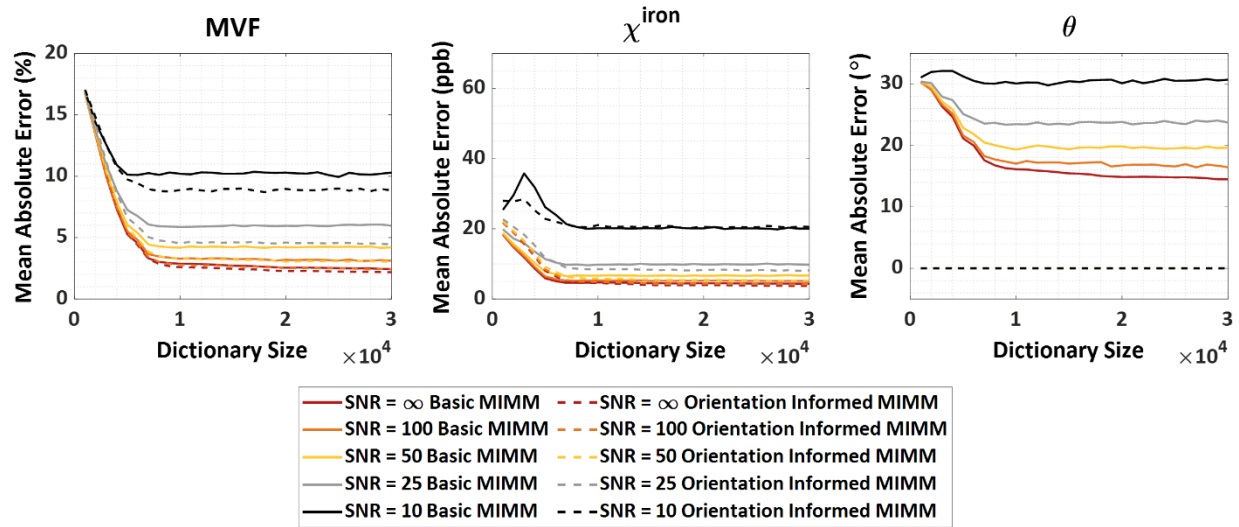 MVF
Mean Absolute Error (%)
20
15
10
5
0
0
1
2
3
Dictionary Size
×10⁴
χ^iron
Mean Absolute Error (ppb)
60
40
20
0
0
1
2
3
Dictionary Size
×10⁴
θ
Mean Absolute Error (°)
30
20
10
0
0
1
2
3
Dictionary Size
×10⁴
SNR = ∞ Basic MIMM
SNR = ∞ Orientation Informed MIMM
SNR = 100 Basic MIMM
SNR = 100 Orientation Informed MIMM
SNR = 50 Basic MIMM
SNR = 50 Orientation Informed MIMM
SNR = 25 Basic MIMM
SNR = 25 Orientation Informed MIMM
SNR = 10 Basic MIMM
SNR = 10 Orientation Informed MIMM